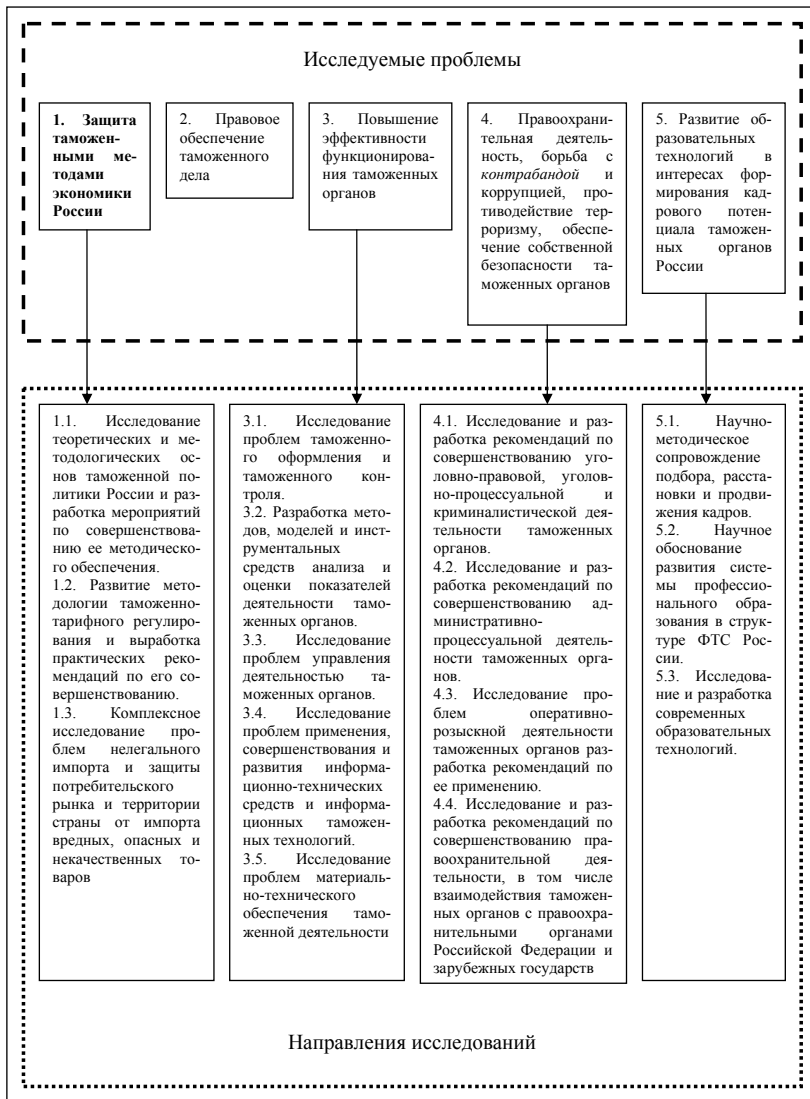 Исследуемые проблемы
1. Защита
таможен-
ными ме-
тодами
экономики
России
2. Правовое
обеспечение
таможенного
дела
3. Повышение
эффективности
функционирова-
ния таможенных
органов
4. Правоохрани-
тельная деятель-
ность, борьба с
контрабандой и
коррупцией, про-
тиводействие тер-
роризму, обеспе-
чение собственной
безопасности та-
моженных органов
5. Развитие об-
разовательных
технологий в
интересах фор-
мирования кад-
рового потен-
циала таможен-
ных органов
России
1.1. Исследование
теоретических и ме-
тодологических ос-
нов таможенной по-
литики России и раз-
работка мероприятий
по совершенствова-
нию ее методическо-
го обеспечения.
1.2. Развитие мето-
дологии таможенно-
тарифного регулиро-
вания и выработка
практических реко-
мендаций по его со-
вершенствованию.
1.3. Комплексное
исследование про-
блем нелегального
импорта и защиты
потребительского
рынка и территории
страны от импорта
вредных, опасных и
некачественных то-
варов
3.1. Исследование
проблем таможенно-
го оформления и
таможенного кон-
троля.
3.2. Разработка мето-
дов, моделей и инст-
рументальных
средств анализа и
оценки показателей
деятельности тамо-
женных органов.
3.3. Исследование
проблем управления
деятельностью та-
моженных органов.
3.4. Исследование
проблем применения,
совершенствования и
развития информа-
ционно-технических
средств и информа-
ционных таможен-
ных технологий.
3.5. Исследование
проблем материаль-
но-технического
обеспечения тамо-
женной деятельности
4.1. Исследование и раз-
работка рекомендаций по
совершенствованию уго-
ловно-правовой, уголов-
но-процессуальной и
криминалистической дея-
тельности таможенных
органов.
4.2. Исследование и раз-
работка рекомендаций по
совершенствованию ад-
министративно-
процессуальной деятель-
ности таможенных орга-
нов.
4.3. Исследование про-
блем оперативно-
розыскной деятельности
таможенных органов раз-
работка рекомендаций по
ее применению.
4.4. Исследование и раз-
работка рекомендаций по
совершенствованию пра-
воохранительной дея-
тельности, в том числе
взаимодействия таможен-
ных органов с правоохра-
нительными органами
Российской Федерации и
зарубежных государств
5.1. Научно-
методическое
сопровождение
подбора, расста-
новки и продви-
жения кадров.
5.2. Научное
обоснование
развития систе-
мы профессио-
нального образо-
вания в струк-
туре ФТС Рос-
сии.
5.3. Исследова-
ние и разработка
современных
образовательных
технологий.
Направления исследований